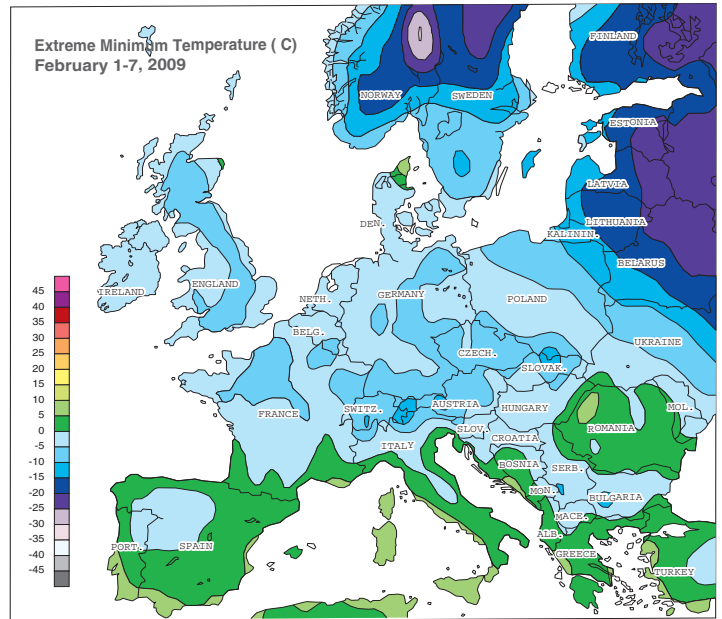 Extreme Minimum Temperature ( C)
February 1-7, 2009
FINLAND
NORWAY
SWEDEN
ESTONIA
LATVIA
LITHUANIA
DEN.
KALININ.
BELARUS
IRELAND
ENGLAND
NETH.
GERMANY
POLAND
BELG.
UKRAINE
CZECH.
SLOVAK.
FRANCE
SWITZ.
AUSTRIA
HUNGARY
MOL.
SLOV.
ROMANIA
ITALY
CROATIA
BOSNIA
SERB.
MON.
BULGARIA
MACE.
ALB.
PORT.
SPAIN
GREECE
TURKEY
45
40
35
30
25
20
15
10
5
0
-5
-10
-15
-20
-25
-30
-35
-40
-45